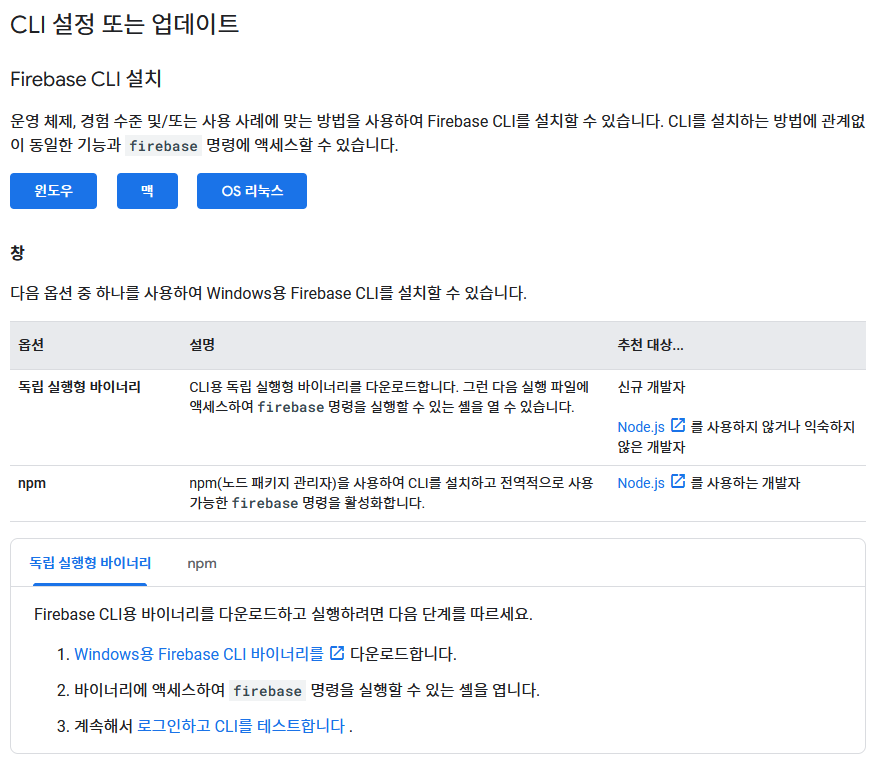 CLI 설정 또는 업데이트
Firebase CLI 설치
운영 체제, 경험 수준 및/또는 사용 사례에 맞는 방법을 사용하여 Firebase CLI를 설치할 수 있습니다. CLI를 설치하는 방법에 관계없
이 동일한 기능과 firebase 명령에 액세스할 수 있습니다.
윈도우 맥 OS 리눅스
창
다음 옵션 중 하나를 사용하여 Windows용 Firebase CLI를 설치할 수 있습니다.
옵션 설명 추천 대상...
독립 실행형 바이너리 CLI용 독립 실행형 바이너리를 다운로드합니다. 그런 다음 실행 파일에 신규 개발자
액세스하여 firebase 명령을 실행할 수 있는 셸을 열 수 있습니다.
Node.js 를 사용하지 않거나 익숙하지
않은 개발자
npm npm(노드 패키지 관리자)을 사용하여 CLI를 설치하고 전역적으로 사용 Node.js 를 사용하는 개발자
가능한 firebase 명령을 활성화합니다.
독립 실행형 바이너리 npm
Firebase CLI용 바이너리를 다운로드하고 실행하려면 다음 단계를 따르세요.
1. Windows용 Firebase CLI 바이너리를 다운로드합니다.
2. 바이너리에 액세스하여 firebase 명령을 실행할 수 있는 셸을 엽니다.
3. 계속해서 로그인하고 CLI를 테스트합니다 .